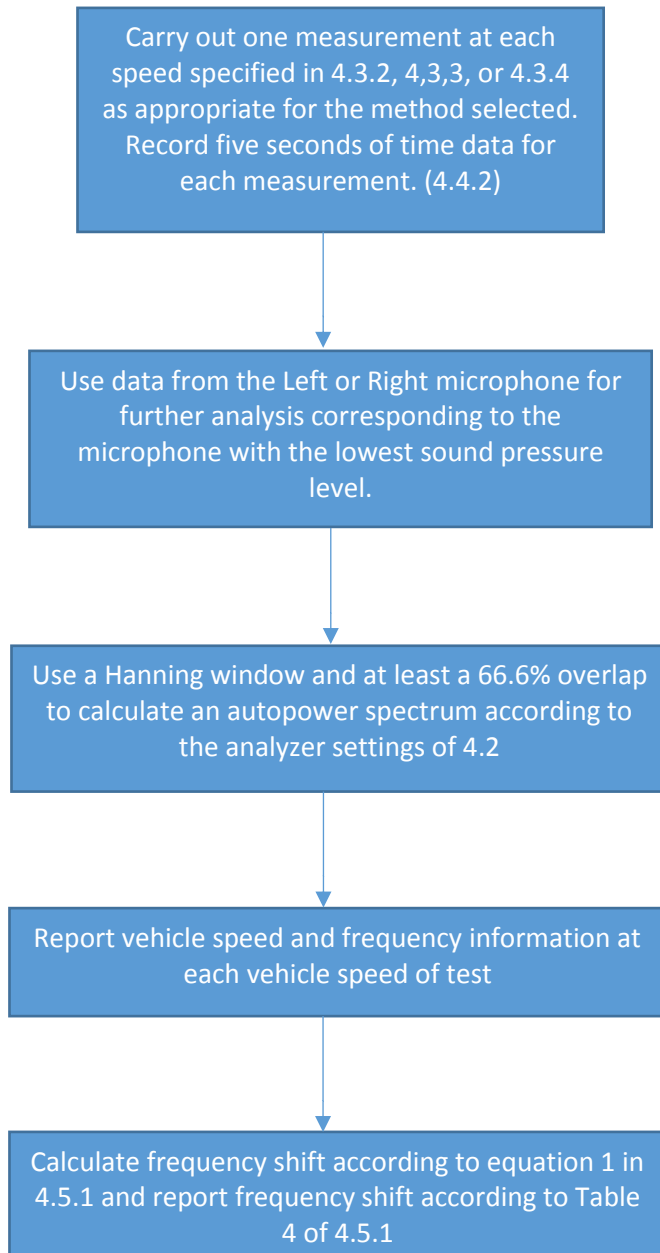 Carry out one measurement at each
speed specified in 4.3.2, 4,3,3, or 4.3.4
as appropriate for the method selected.
Record five seconds of time data for
each measurement. (4.4.2)
Use data from the Left or Right microphone for
further analysis corresponding to the
microphone with the lowest sound pressure
level.
Use a Hanning window and at least a 66.6% overlap
to calculate an autopower spectrum according to
the analyzer settings of 4.2
Report vehicle speed and frequency information at
each vehicle speed of test
Calculate frequency shift according to equation 1 in
4.5.1 and report frequency shift according to Table
4 of 4.5.1